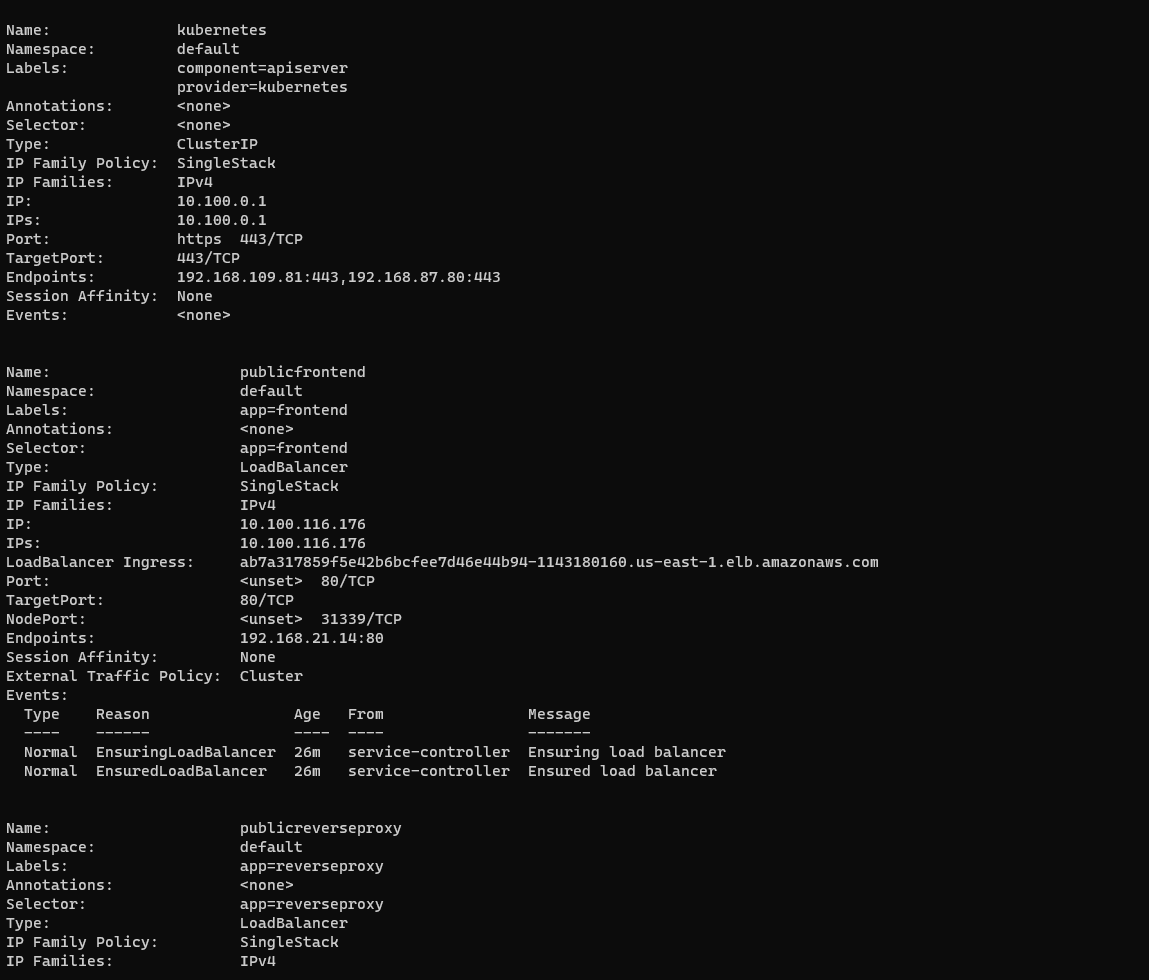 Name:              kubernetes
Namespace:         default
Labels:            component=apiserver
                   provider=kubernetes
Annotations:       <none>
Selector:          <none>
Type:              ClusterIP
IP Family Policy:  SingleStack
IP Families:       IPv4
IP:                10.100.0.1
IPs:               10.100.0.1
Port:              https  443/TCP
TargetPort:        443/TCP
Endpoints:         192.168.109.81:443,192.168.87.80:443
Session Affinity:  None
Events:            <none>
Name:                     publicfrontend
Namespace:                default
Labels:                   app=frontend
Annotations:              <none>
Selector:                 app=frontend
Type:                     LoadBalancer
IP Family Policy:         SingleStack
IP Families:              IPv4
IP:                       10.100.116.176
IPs:                      10.100.116.176
LoadBalancer Ingress:     ab7a317859f5e42b6bcfee7d46e44b94-1143180160.us-east-1.elb.amazonaws.com
Port:                     <unset>  80/TCP
TargetPort:               80/TCP
NodePort:                 <unset>  31339/TCP
Endpoints:                192.168.21.14:80
Session Affinity:         None
External Traffic Policy:  Cluster
Events:
  Type    Reason                Age   From                Message
  ----    ------                ----  ----                -------
  Normal  EnsuringLoadBalancer  26m   service-controller  Ensuring load balancer
  Normal  EnsuredLoadBalancer   26m   service-controller  Ensured load balancer
Name:                     publicreverseproxy
Namespace:                default
Labels:                   app=reverseproxy
Annotations:              <none>
Selector:                 app=reverseproxy
Type:                     LoadBalancer
IP Family Policy:         SingleStack
IP Families:              IPv4